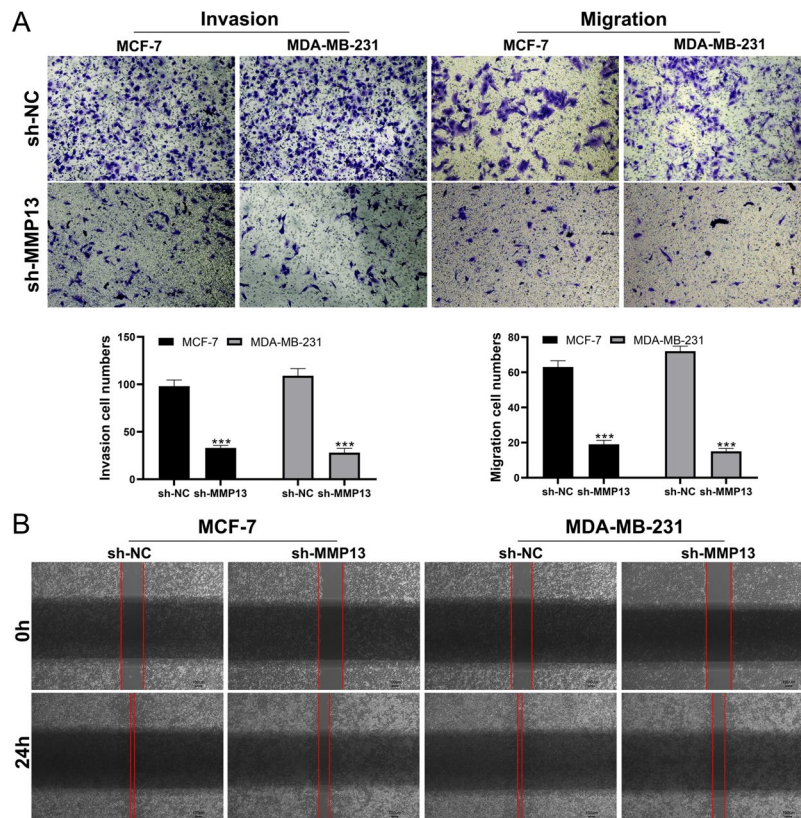 A
Invasion
Migration
MCF-7
MDA-MB-231
MCF-7
MDA-MB-231
sh-NC
sh-MMP13
MCF-7
MDA-MB-231
Invasion cell numbers
150
100
50
0
***
***
sh-NC
sh-MMP13
sh-NC
sh-MMP13
MCF-7
MDA-MB-231
Migration cell numbers
80
60
40
20
0
***
***
sh-NC
sh-MMP13
sh-NC
sh-MMP13
B
MCF-7
MDA-MB-231
sh-NC
sh-MMP13
sh-NC
sh-MMP13
0h
24h